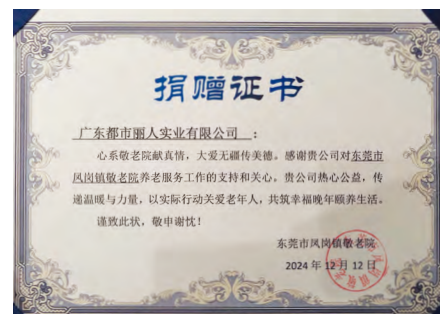 捐赠证书
广东都市丽人实业有限公司：
心系敬老院献真情，大爱无疆传美德。感谢贵公司对东莞市
凤岗镇敬老院养老服务工作的支持和关心。贵公司热心公益，传
递温暖与力量，以实际行动关爱老年人，共筑幸福晚年颐养生活。
谨致此状，敬申谢忱！
东莞市凤岗镇敬老院
2024年12月12日